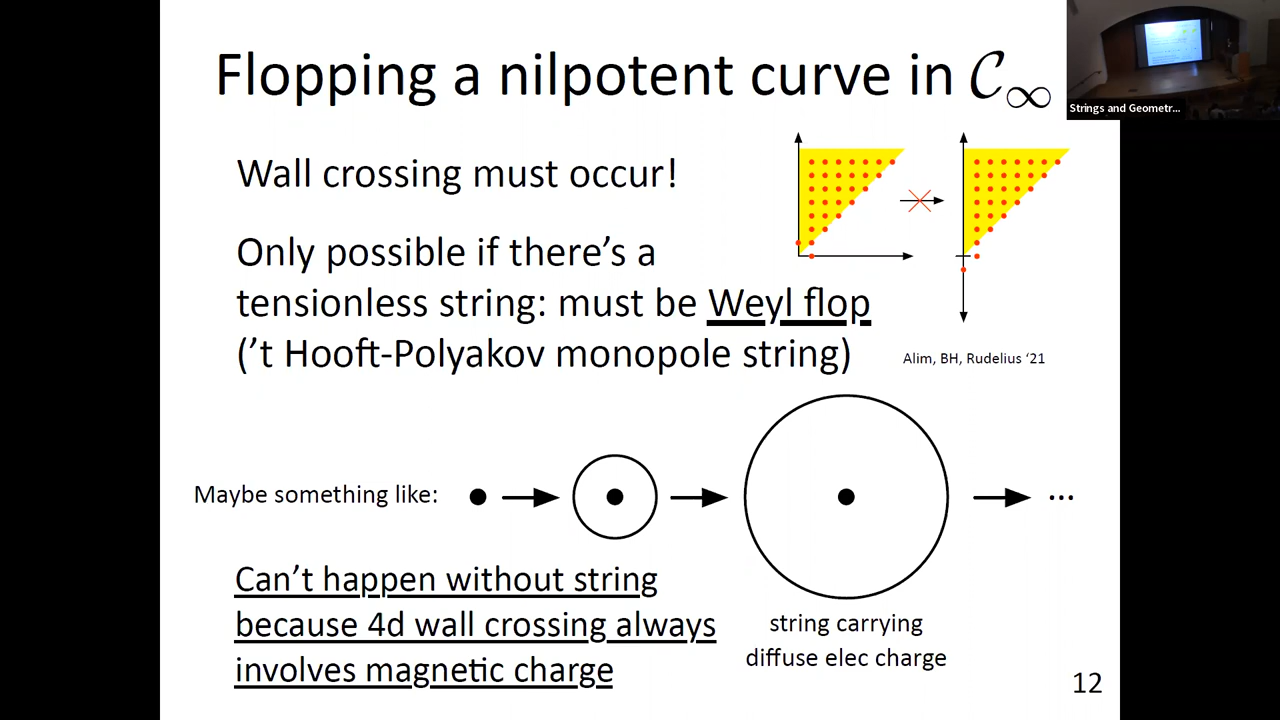 Flopping a nilpotent curve in 𝒞∞
Strings and Geometr...
Wall crossing must occur!
Only possible if there's a
tensionless string: must be Weyl flop
('t Hooft-Polyakov monopole string)
Alim, BH, Rudelius '21
Maybe something like:
...
Can't happen without string
because 4d wall crossing always
involves magnetic charge
string carrying
diffuse elec charge
12